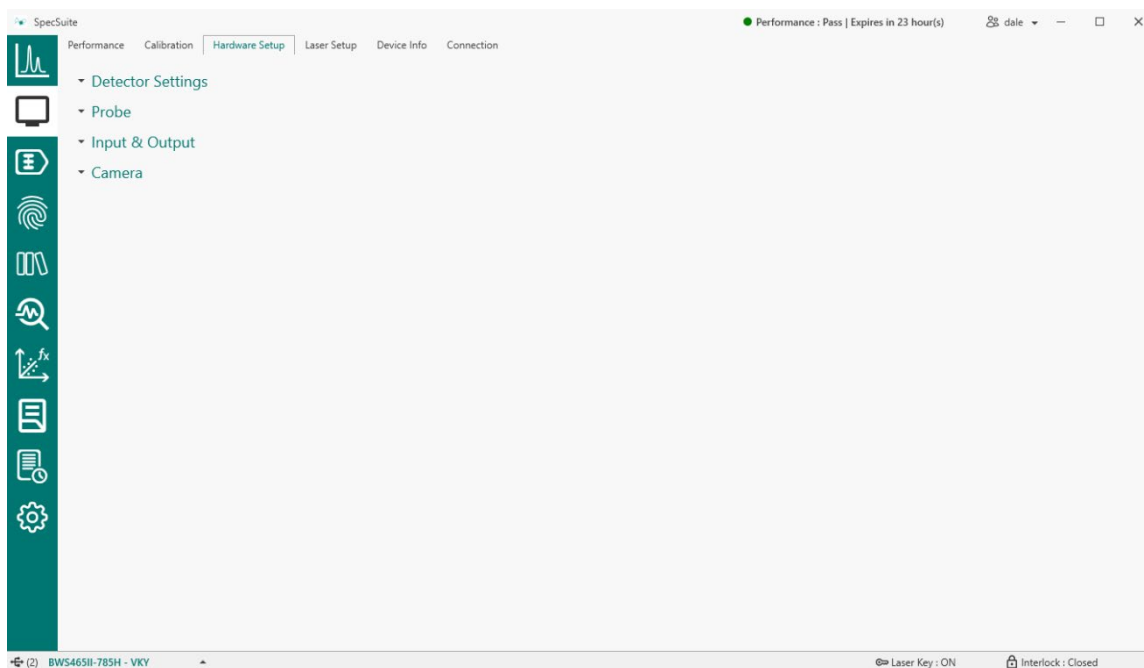 SpecSuite
Performance : Pass | Expires in 23 hour(s)
dale
Performance Calibration Hardware Setup Laser Setup Device Info Connection
Detector Settings
Probe
Input & Output
Camera
fx
(2) BWS465II-785H - VKY
Laser Key : ON
Interlock : Closed